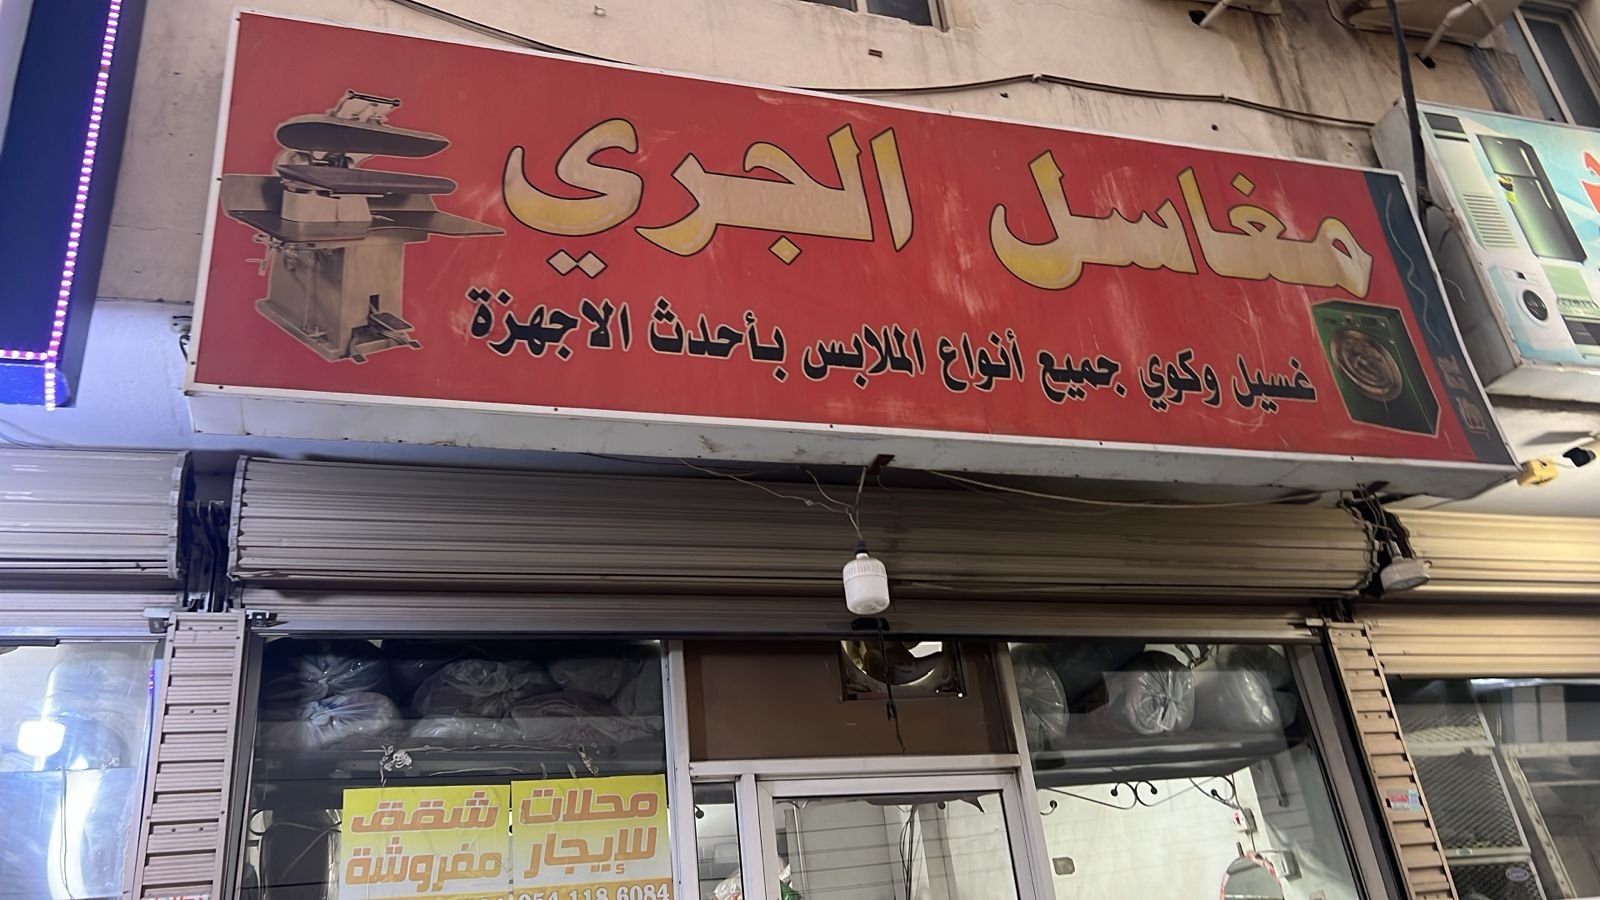 مغاسل الجري
غسيل وكوي جميع أنواع الملابس بأحدث الاجهزة
محلات
للإيجار
054 118 6084
شقق
مفروشة